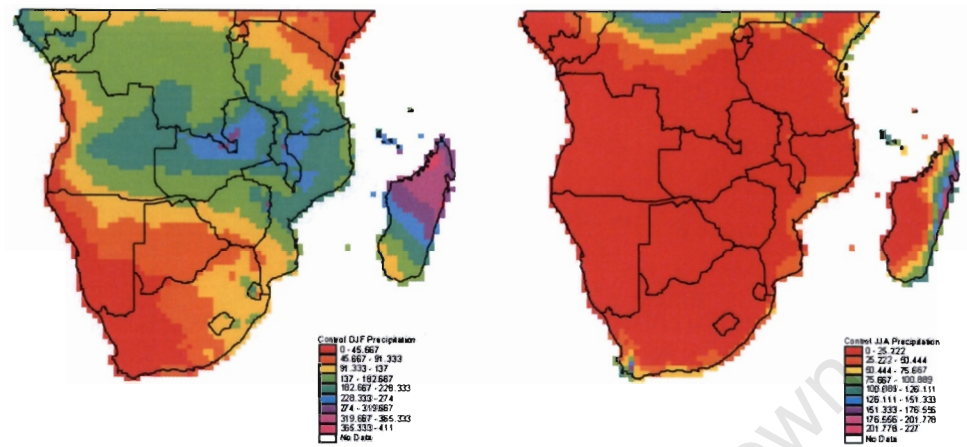 Control DJF Precipitation
0 - 45.667
45.667 - 91.333
91.333 - 137
137 - 182.667
182.667 - 228.333
228.333 - 274
274 - 319.667
319.667 - 365.333
365.333 - 411
No Data
Control JJA Precipitation
0 - 25.222
25.222 - 50.444
50.444 - 75.667
75.667 - 100.889
100.889 - 126.111
126.111 - 151.333
151.333 - 176.556
176.556 - 201.778
201.778 - 227
No Data